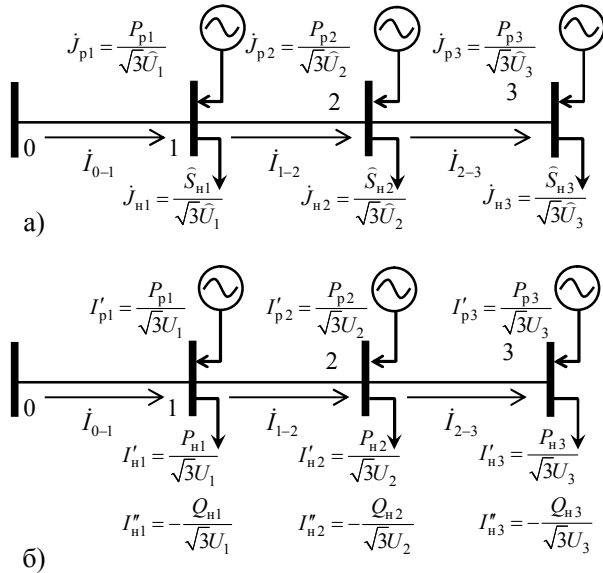 J̇р1 = Pр1/(√3Û1) J̇р2 = Pр2/(√3Û2) J̇р3 = Pр3/(√3Û3)
0 1 2 3
İ0–1 İ1–2 İ2–3
J̇н1 = Ŝн1/(√3Û1) J̇н2 = Ŝн2/(√3Û2) J̇н3 = Ŝн3/(√3Û3)
а)
I′р1 = Pр1/(√3U1) I′р2 = Pр2/(√3U2) I′р3 = Pр3/(√3U3)
0 1 2 3
İ0–1 İ1–2 İ2–3
I′н1 = Pн1/(√3U1) I′н2 = Pн2/(√3U2) I′н3 = Pн3/(√3U3)
I″н1 = −Qн1/(√3U1) I″н2 = −Qн2/(√3U2) I″н3 = −Qн3/(√3U3)
б)